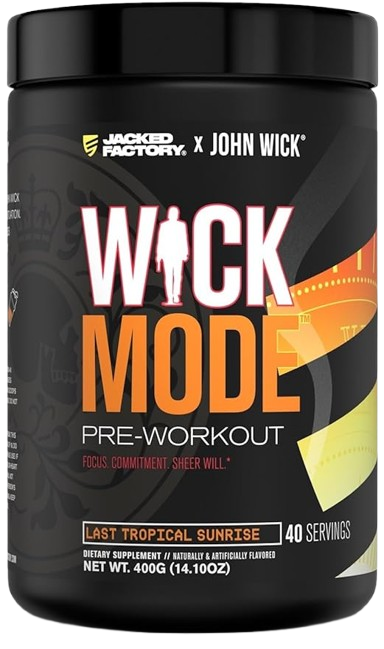 JACKED
FACTORY® X JOHN WICK®
WICK
MODE™
PRE-WORKOUT
FOCUS. COMMITMENT. SHEER WILL.*
LAST TROPICAL SUNRISE 40 SERVINGS
DIETARY SUPPLEMENT // NATURALLY & ARTIFICIALLY FLAVORED
NET WT. 400G (14.10OZ)